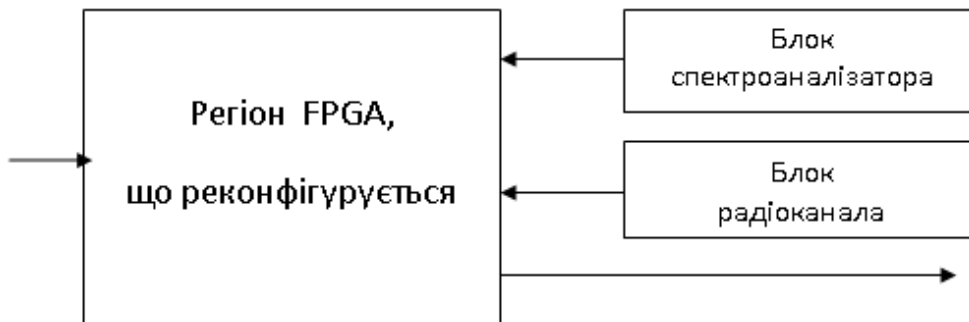 Регіон FPGA,
що реконфігурується
Блок
спектроаналізатора
Блок
радіоканала